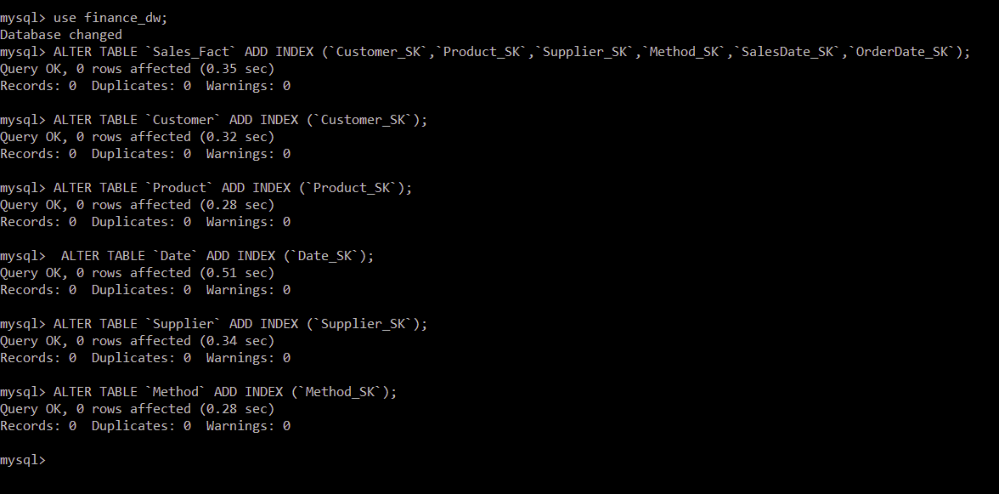 mysql> use finance_dw;
Database changed
mysql> ALTER TABLE `Sales_Fact` ADD INDEX (`Customer_SK`,`Product_SK`,`Supplier_SK`,`Method_SK`,`SalesDate_SK`,`OrderDate_SK`);
Query OK, 0 rows affected (0.35 sec)
Records: 0  Duplicates: 0  Warnings: 0

mysql> ALTER TABLE `Customer` ADD INDEX (`Customer_SK`);
Query OK, 0 rows affected (0.32 sec)
Records: 0  Duplicates: 0  Warnings: 0

mysql> ALTER TABLE `Product` ADD INDEX (`Product_SK`);
Query OK, 0 rows affected (0.28 sec)
Records: 0  Duplicates: 0  Warnings: 0

mysql>  ALTER TABLE `Date` ADD INDEX (`Date_SK`);
Query OK, 0 rows affected (0.51 sec)
Records: 0  Duplicates: 0  Warnings: 0

mysql> ALTER TABLE `Supplier` ADD INDEX (`Supplier_SK`);
Query OK, 0 rows affected (0.34 sec)
Records: 0  Duplicates: 0  Warnings: 0

mysql> ALTER TABLE `Method` ADD INDEX (`Method_SK`);
Query OK, 0 rows affected (0.28 sec)
Records: 0  Duplicates: 0  Warnings: 0

mysql>